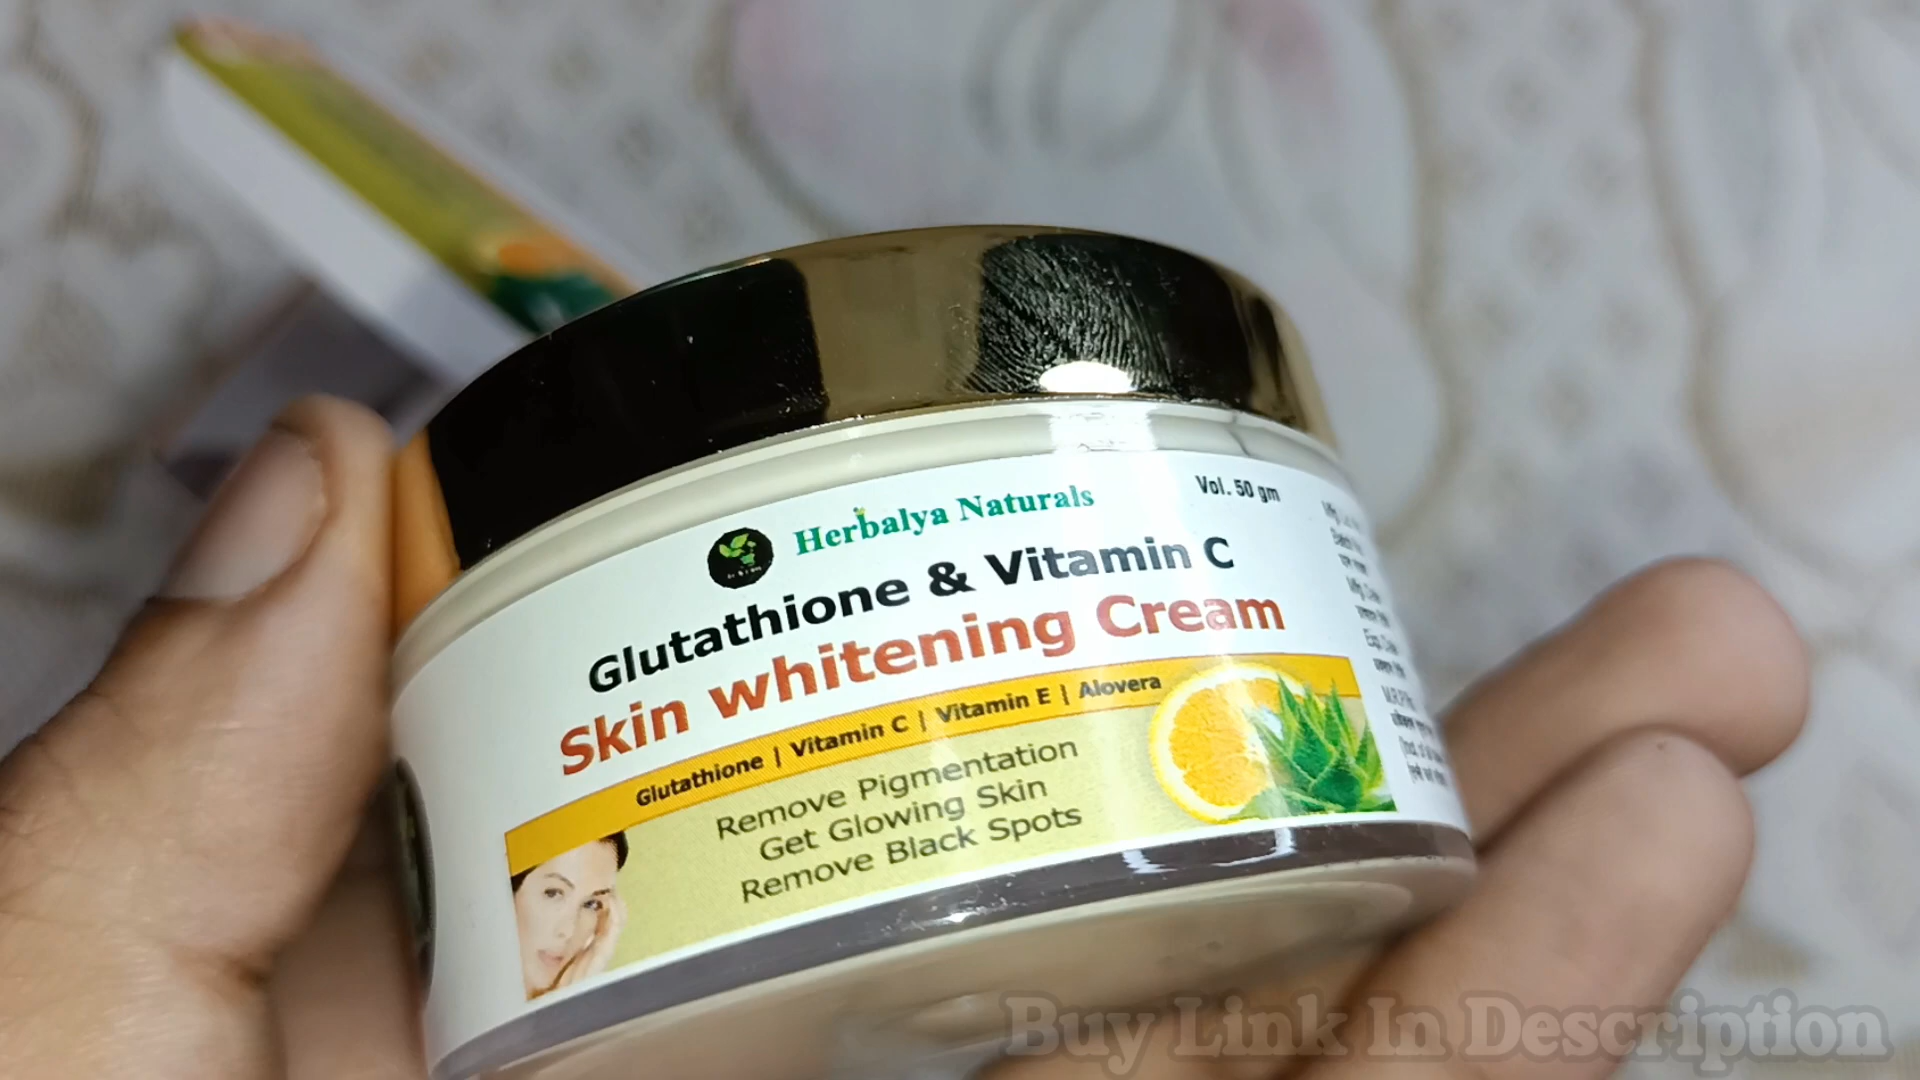 Herbalya Naturals
Vol. 50 gm
Glutathione & Vitamin C
Skin whitening Cream
Glutathione | Vitamin C | Vitamin E | Alovera
Remove Pigmentation
Get Glowing Skin
Remove Black Spots
Buy Link In Description